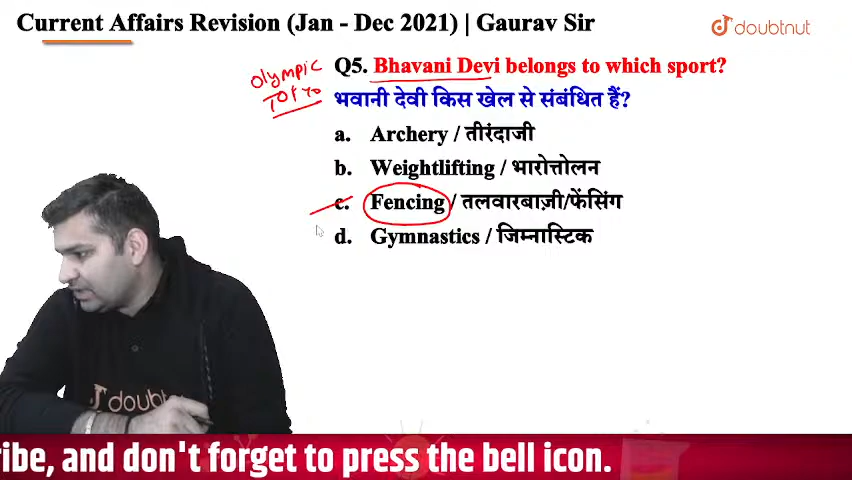 Current Affairs Revision (Jan - Dec 2021) | Gaurav Sir
doubtnut
Olympic
Q5. Bhavani Devi belongs to which sport?
भवानी देवी किस खेल से संबंधित हैं?
a. Archery / तीरंदाजी
b. Weightlifting / भारोत्तोलन
c. Fencing / तलवारबाज़ी/फेंसिंग
d. Gymnastics / जिम्नास्टिक
doubtnut
ribe, and don't forget to press the bell icon.